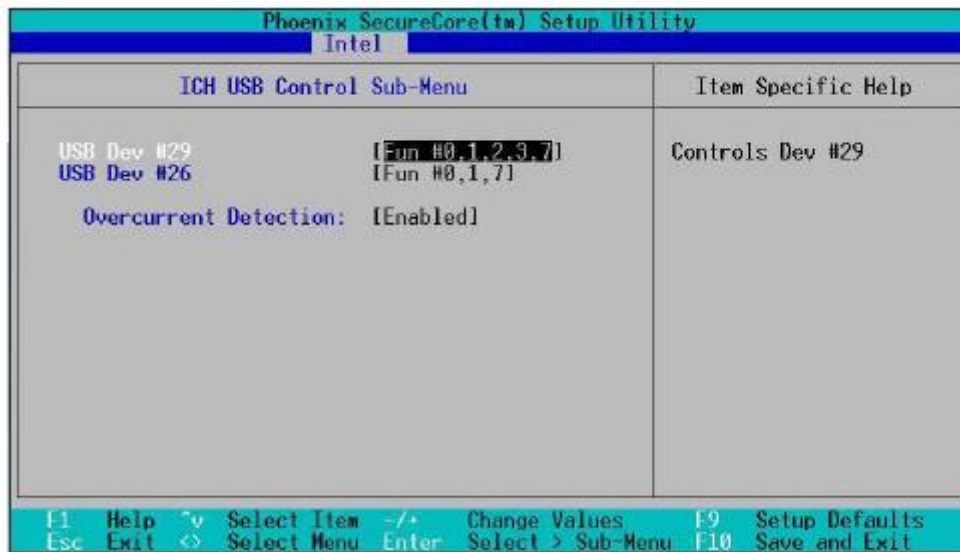 Phoenix SecureCore(tm) Setup Utility
Intel
ICH USB Control Sub-Menu
Item Specific Help
USB Dev #29 [Fun #0,1,2,3,7]
Controls Dev #29
USB Dev #26 [Fun #0,1,7]
Overcurrent Detection: [Enabled]
F1 Help ^v Select Item -/+ Change Values F9 Setup Defaults
Esc Exit <> Select Menu Enter Select > Sub-Menu F10 Save and Exit